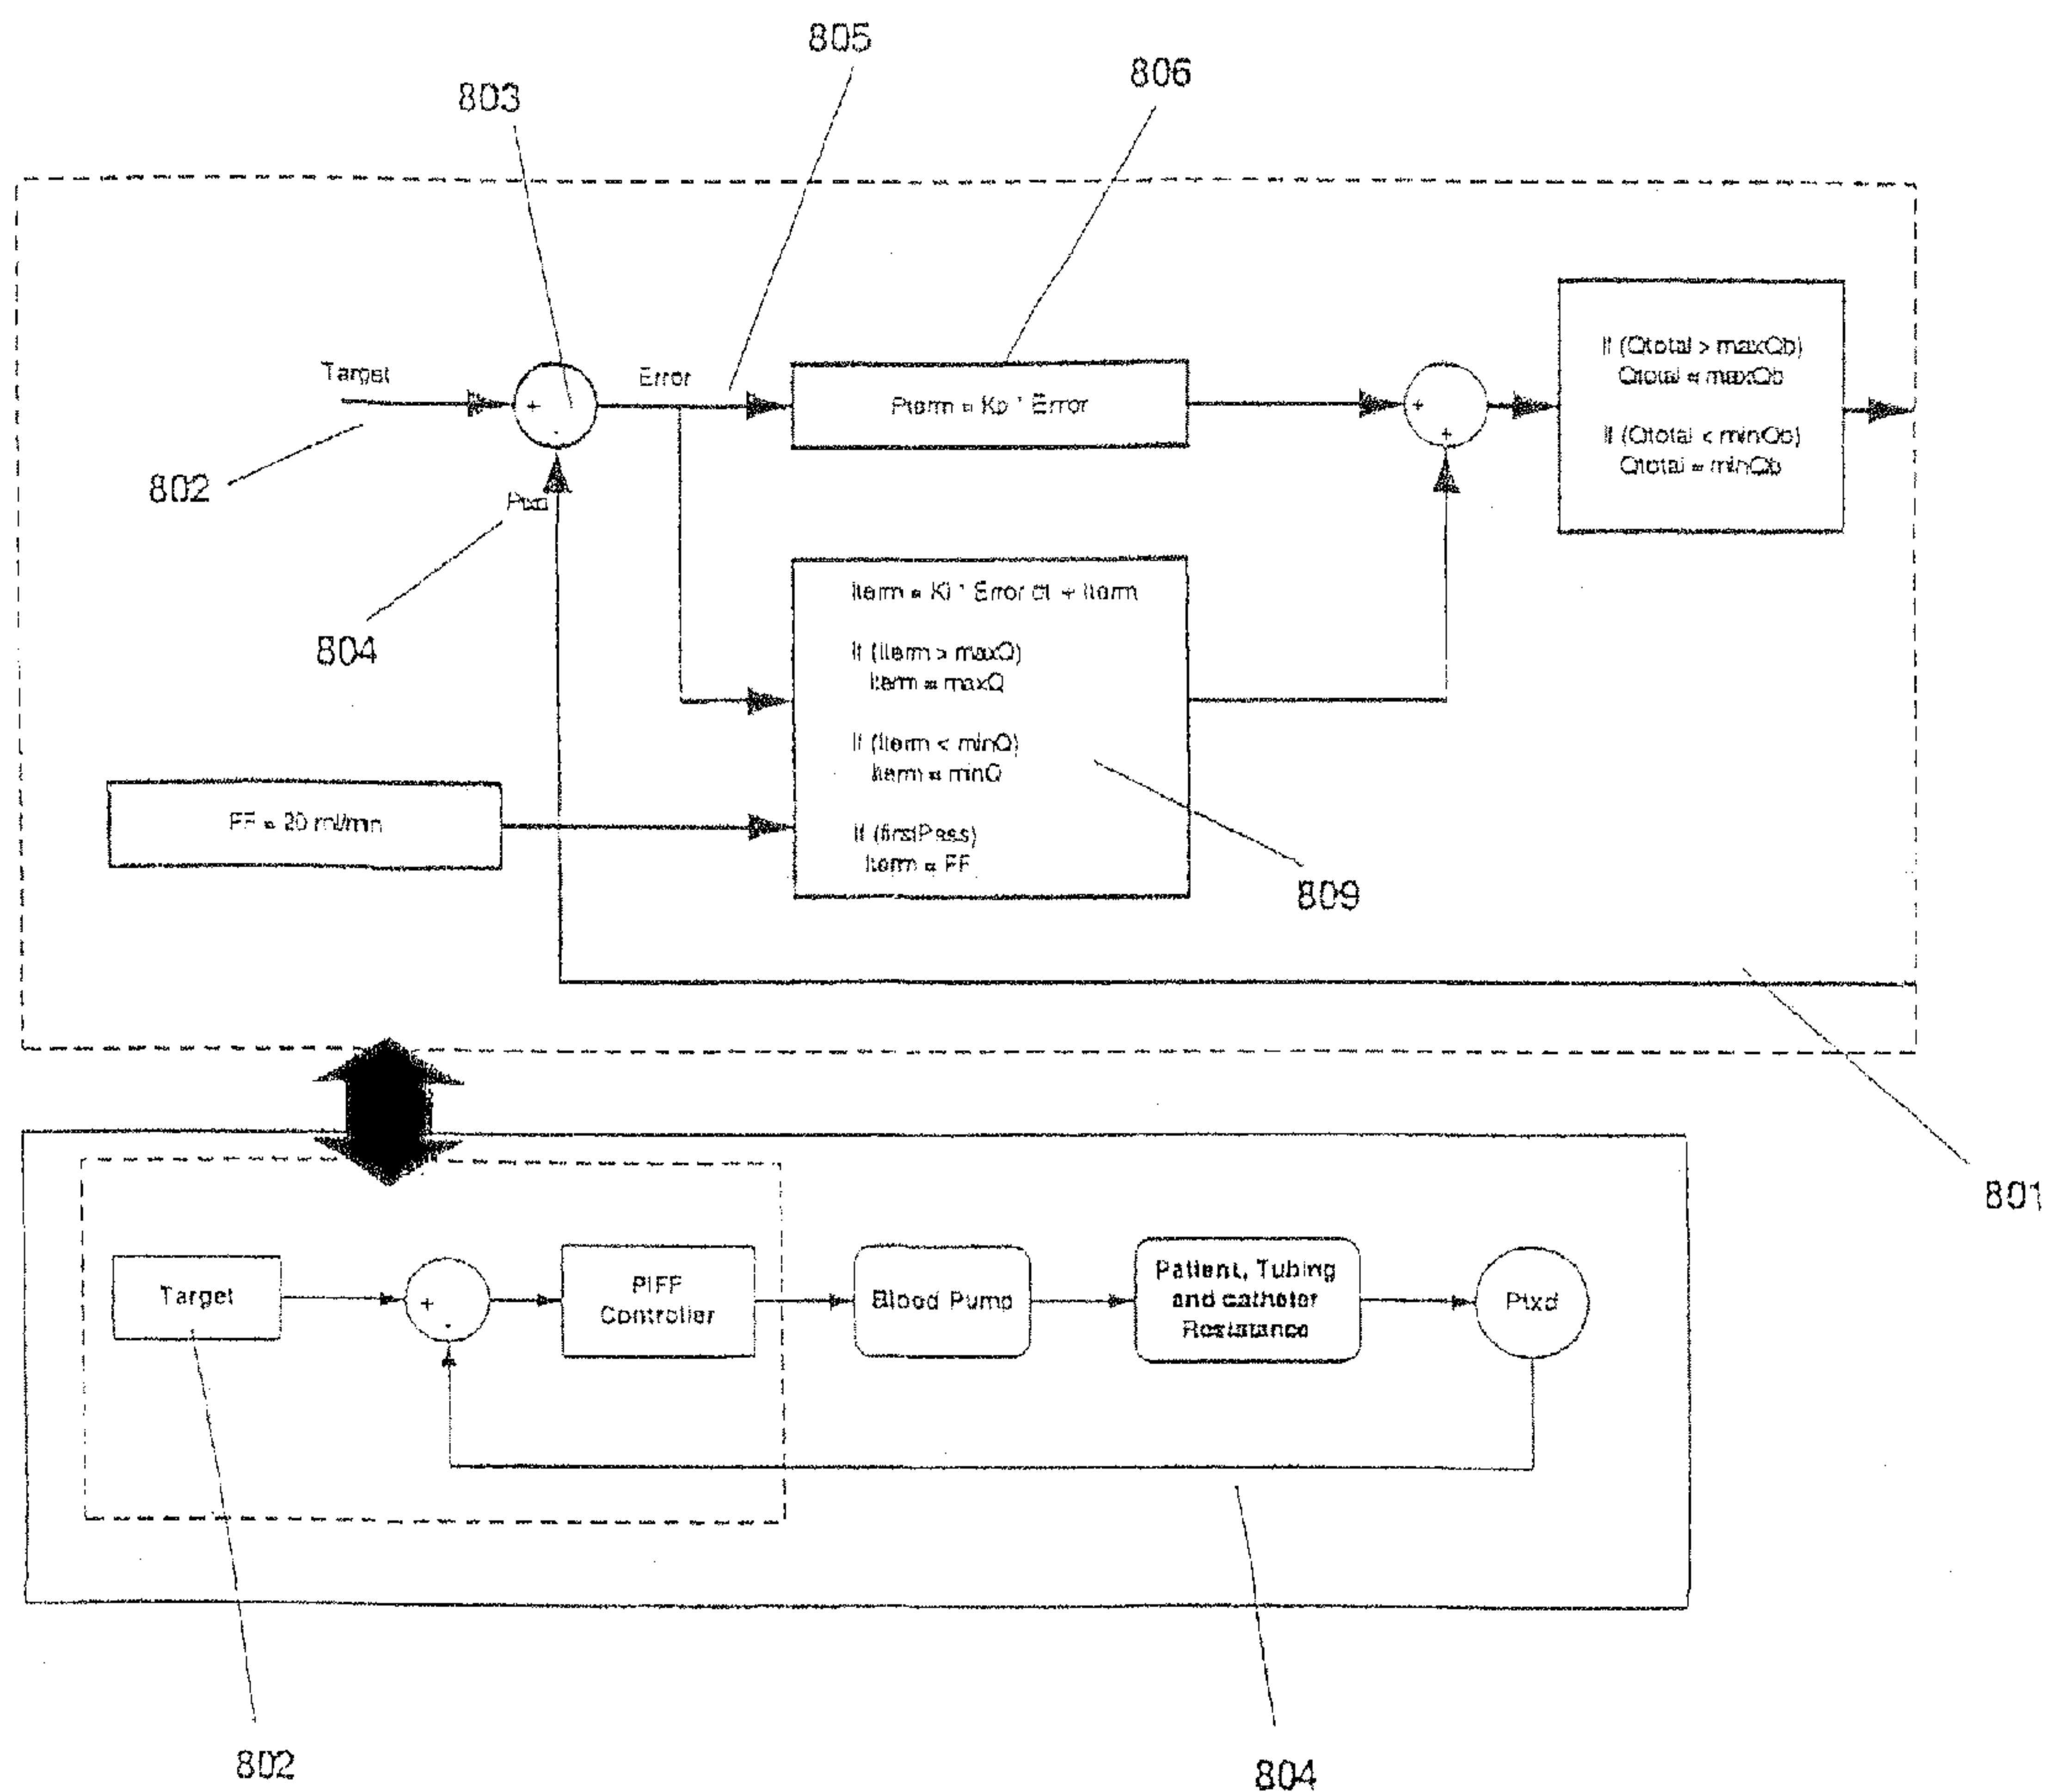 805
806
803
Target
+
-
Error
Pterm = Kp * Error
+
+
If (Qtotal > maxQb)
Qtotal = maxQb
If (Qtotal < minQb)
Qtotal = minQb
802
Ptxd
804
Iterm = Ki * Error dt + Iterm
If (Iterm > maxQ)
Iterm = maxQ
If (Iterm < minQ)
Iterm = minQ
If (firstPass)
Iterm = FF
FF = 20 ml/min
809
801
Target
+
-
PIFF
Controller
Blood Pump
Patient, Tubing
and catheter
Resistance
Ptxd
802
804